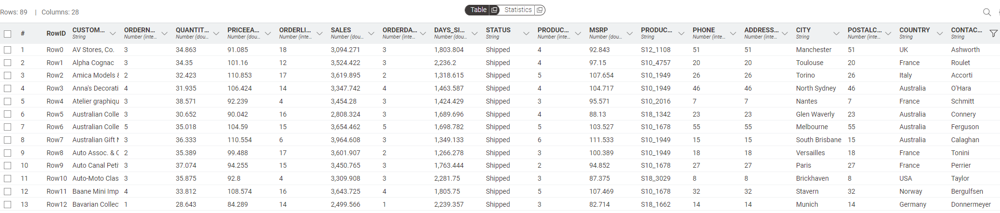 Rows: 89 | Columns: 28 Table Statistics
# RowID CUSTOM... ORDERN... QUANTIT... PRICEEA... ORDERLI... SALES ORDERDA... DAYS_SI... STATUS PRODUC... MSRP PRODUC... PHONE ADDRESS... CITY POSTALC... COUNTRY CONTAC...
String Number (inte... Number (dou... Number (dou... Number (inte... Number (dou... Number (inte... Number (dou... String Number (inte... Number (dou... String Number (inte... Number (inte... String Number (inte... String String
1 Row0 AV Stores, Co. 3 34.863 91.085 18 3,094.271 3 1,803.804 Shipped 4 92.843 S12_1108 51 51 Manchester 51 UK Ashworth
2 Row1 Alpha Cognac 3 34.35 101.16 12 3,524.422 3 2,236.2 Shipped 4 97.15 S10_4757 20 20 Toulouse 20 France Roulet
3 Row2 Amica Models & 2 32.423 110.853 17 3,619.895 2 1,318.615 Shipped 5 107.654 S10_1949 26 26 Torino 26 Italy Accorti
4 Row3 Anna's Decorati 4 31.935 106.424 14 3,347.742 4 1,463.587 Shipped 4 104.717 S10_1949 46 46 North Sydney 46 Australia O'Hara
5 Row4 Atelier graphiqu 3 38.571 92.239 4 3,454.28 3 1,424.429 Shipped 3 95.571 S10_2016 7 7 Nantes 7 France Schmitt
6 Row5 Australian Colle 3 30.652 90.042 16 2,808.324 3 1,689.696 Shipped 4 88.13 S18_1342 23 23 Glen Waverly 23 Australia Connery
7 Row6 Australian Colle 5 35.018 104.59 15 3,654.462 5 1,698.782 Shipped 5 103.527 S10_1678 55 55 Melbourne 55 Australia Ferguson
8 Row7 Australian Gift N 3 36.333 110.554 6 3,964.608 3 1,349.133 Shipped 6 111.533 S10_1949 15 15 South Brisbane 15 Australia Calaghan
9 Row8 Auto Assoc. & C 2 35.389 99.488 17 3,601.907 2 1,266.278 Shipped 3 100.389 S10_1949 18 18 Versailles 18 France Tonini
10 Row9 Auto Canal Peti 3 37.074 94.255 15 3,450.765 3 1,763.444 Shipped 2 94.852 S10_1678 27 27 Paris 27 France Perrier
11 Row10 Auto-Moto Clas 3 35.875 92.8 4 3,309.908 3 2,281.75 Shipped 3 87.375 S18_3029 8 8 Brickhaven 8 USA Taylor
12 Row11 Baane Mini Imp 4 33.812 108.574 16 3,643.725 4 1,805.75 Shipped 5 107.469 S10_1678 32 32 Stavern 32 Norway Bergulfsen
13 Row12 Bavarian Collec 1 28.643 84.289 14 2,499.566 1 2,239.357 Shipped 3 82.714 S18_1662 14 14 Munich 14 Germany Donnermeyer